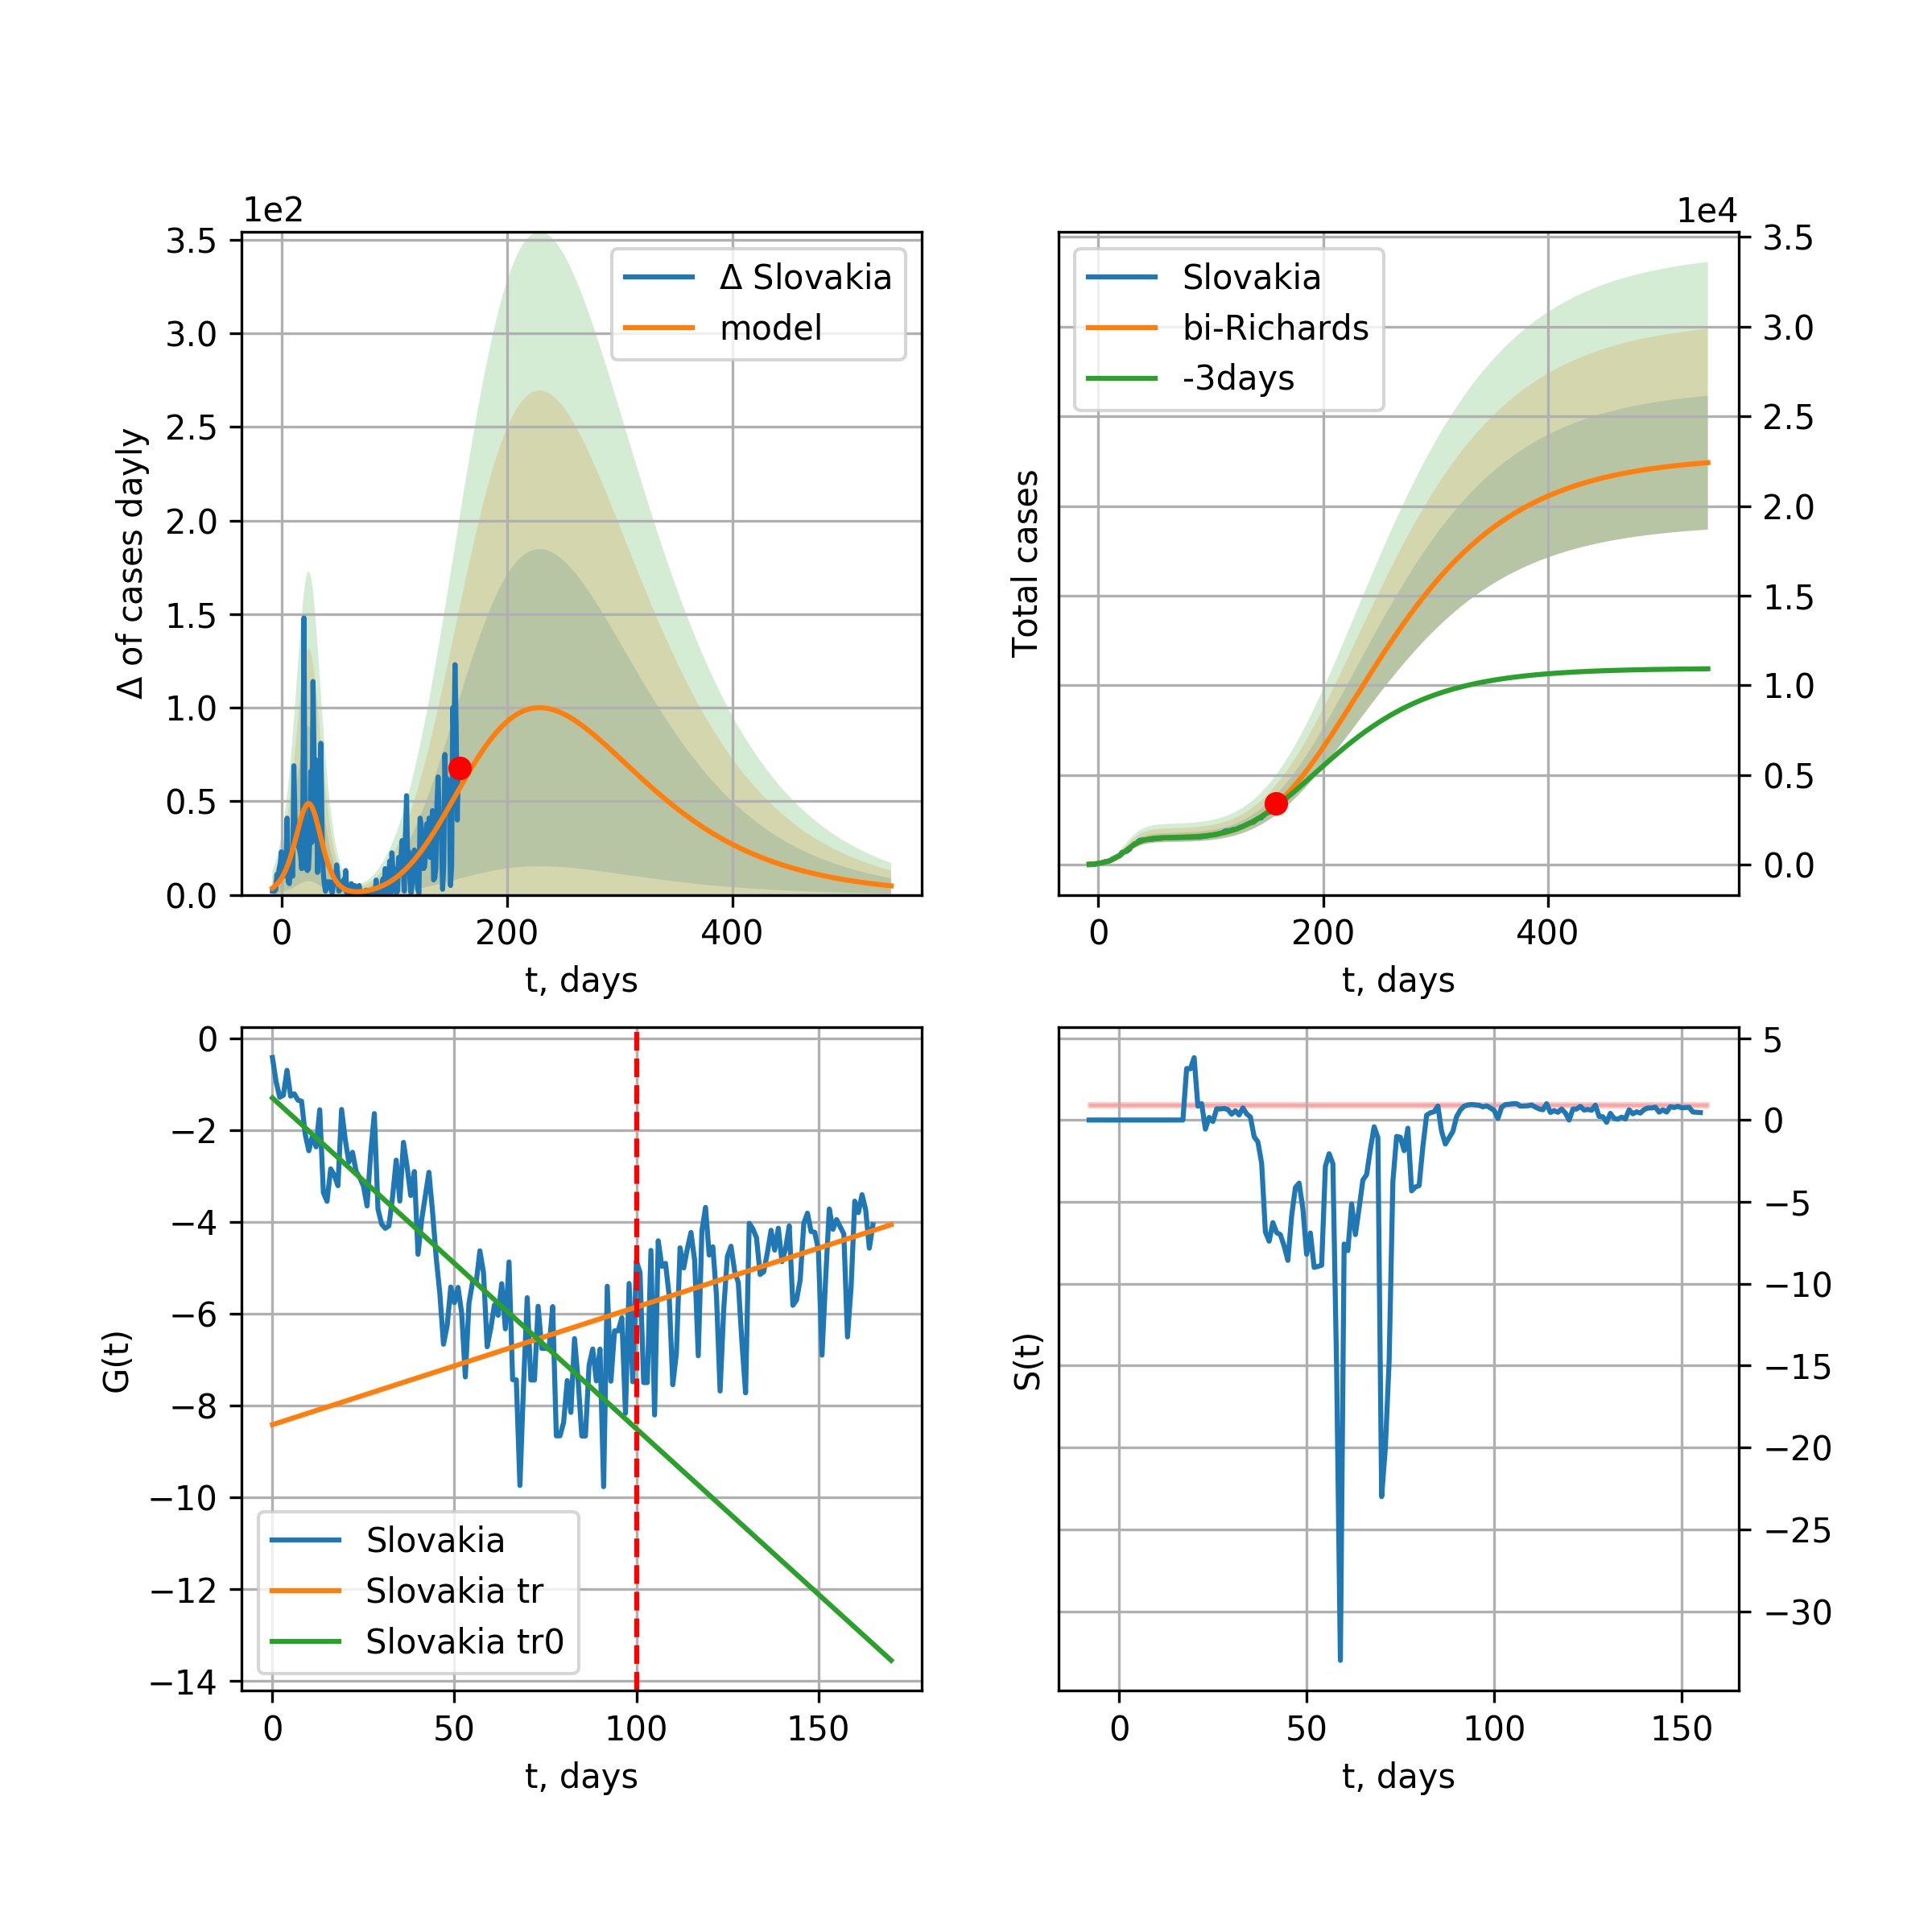 1e2
3.5
3.0
2.5
2.0
1.5
1.0
0.5
0.0
0 200 400
t, days
Δ of cases dayly
Δ Slovakia
model
1e4
3.5
3.0
2.5
2.0
1.5
1.0
0.5
0.0
0 200 400
t, days
Total cases
Slovakia
bi-Richards
-3days
0
−2
−4
−6
−8
−10
−12
−14
0 50 100 150
t, days
G(t)
Slovakia
Slovakia tr
Slovakia tr0
5
0
−5
−10
−15
−20
−25
−30
0 50 100 150
t, days
S(t)